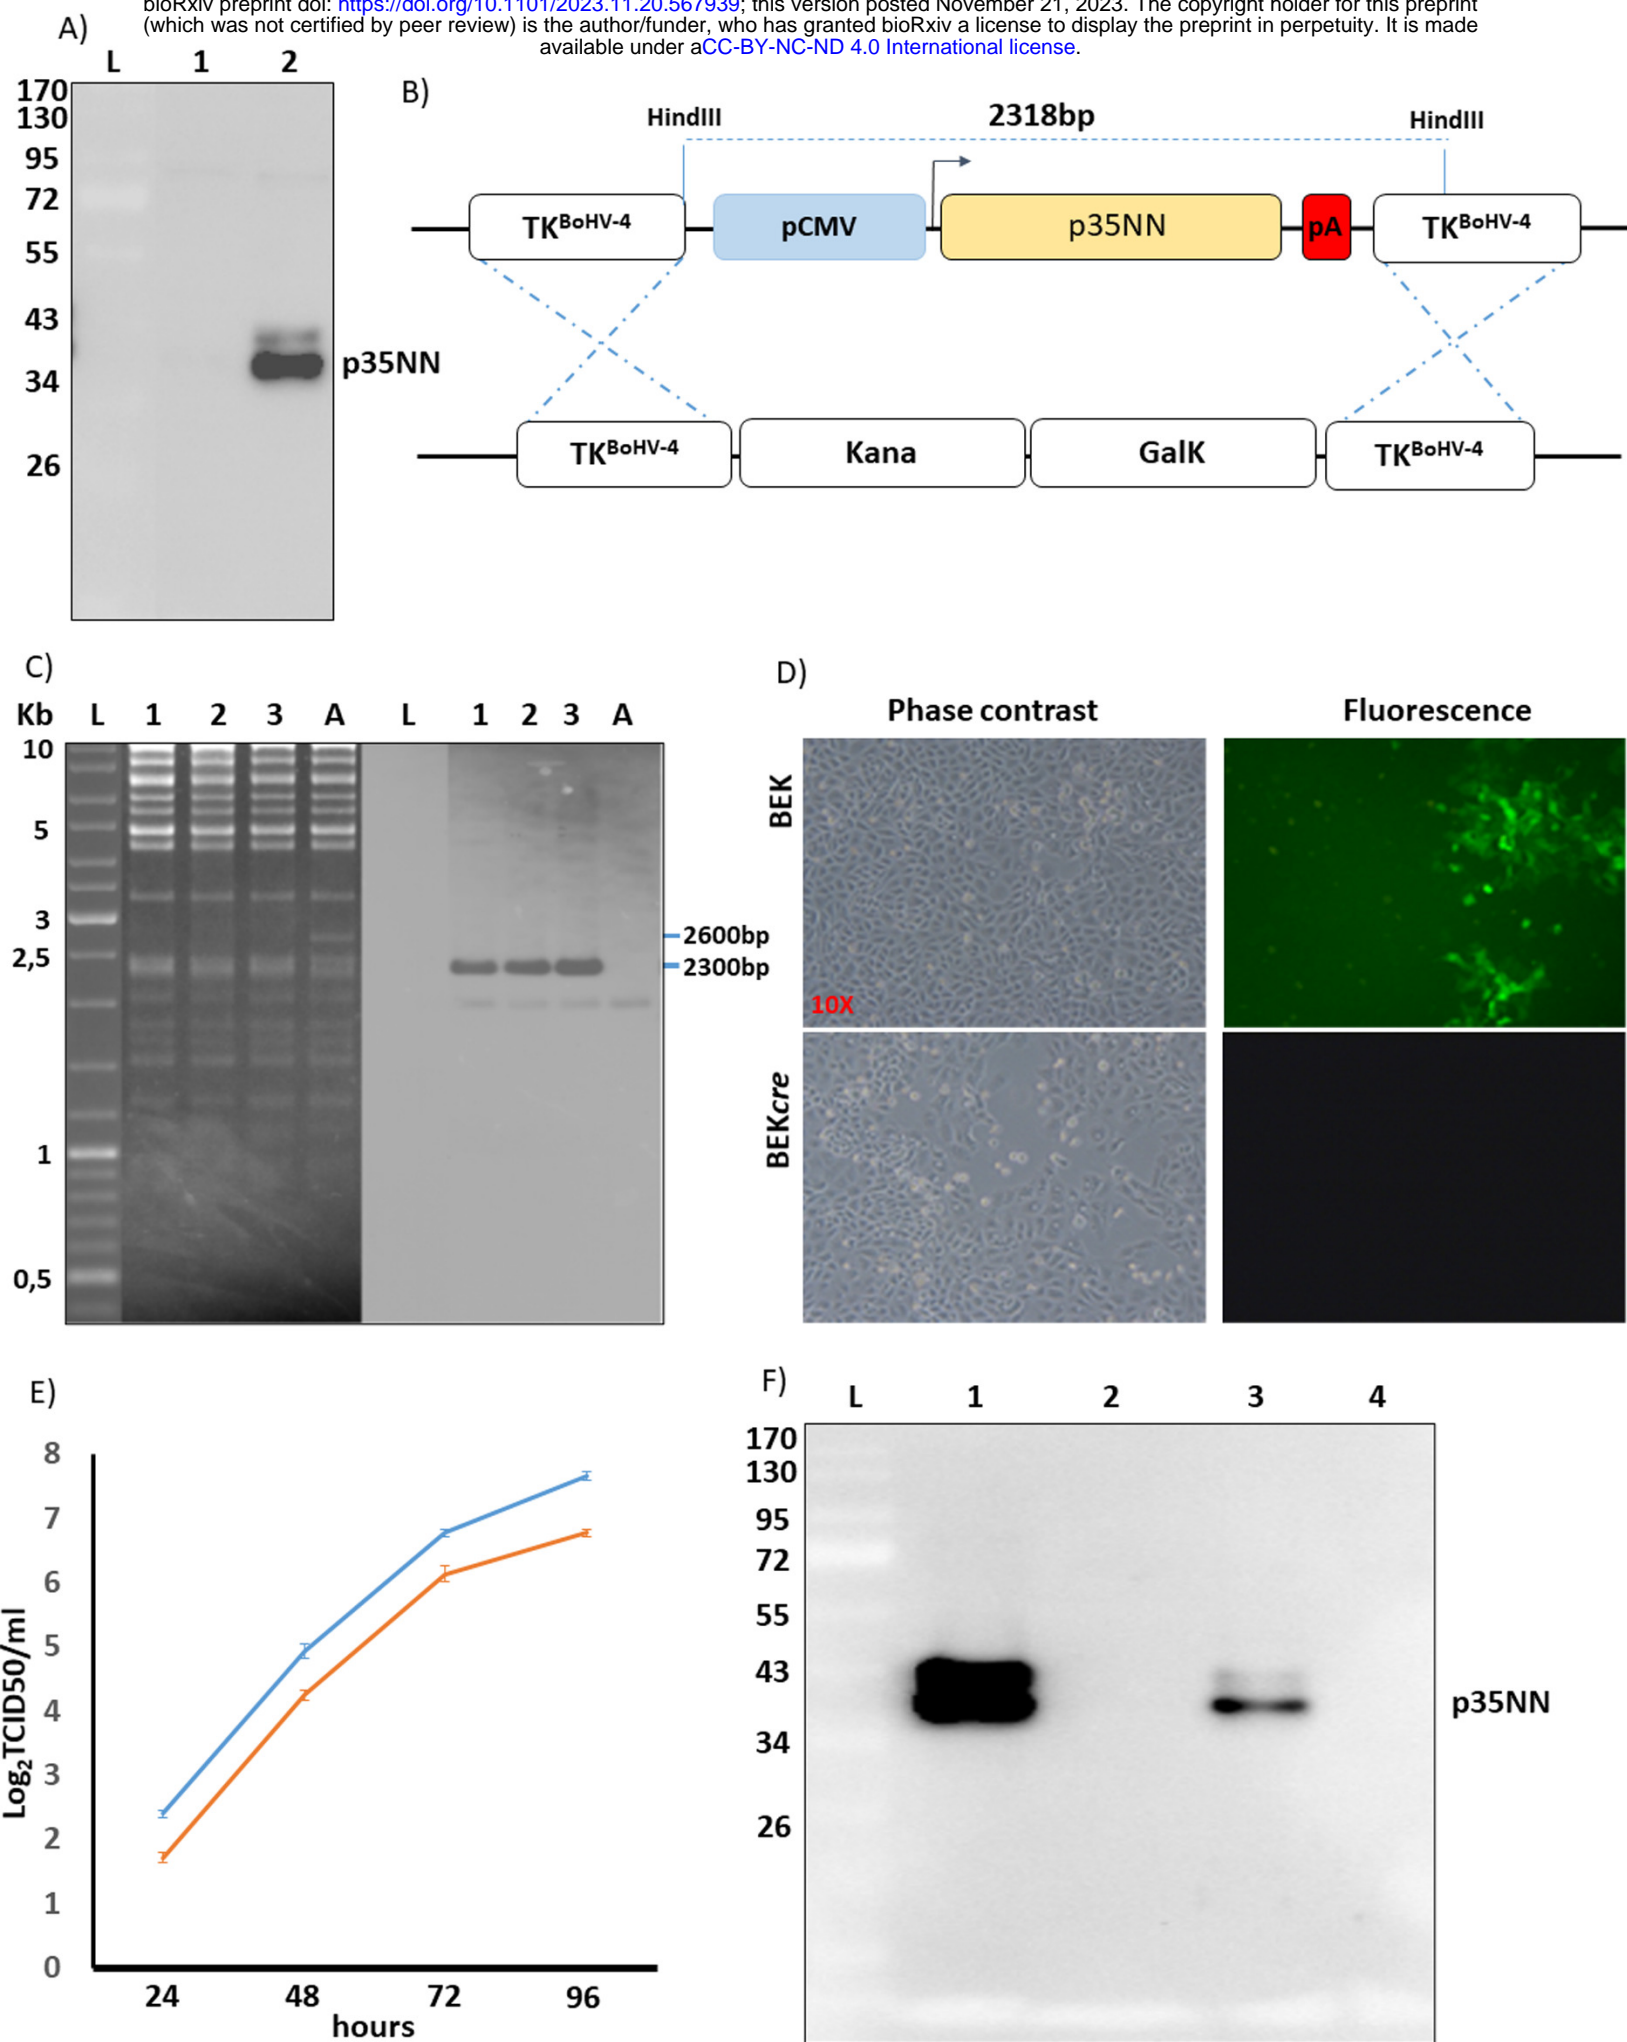 bioRxiv preprint doi: https://doi.org/10.1101/2023.11.20.567939; this version posted November 21, 2023. The copyright holder for this preprint
(which was not certified by peer review) is the author/funder, who has granted bioRxiv a license to display the preprint in perpetuity. It is made
available under aCC-BY-NC-ND 4.0 International license.
A)
L 1 2
170
130
95
72
55
43
34
26
p35NN
B)
HindIII 2318bp HindIII
TKBoHV-4 pCMV p35NN pA TKBoHV-4
TKBoHV-4 Kana GalK TKBoHV-4
C)
Kb L 1 2 3 A L 1 2 3 A
10
5
3
2,5
1
0,5
2600bp
2300bp
D)
Phase contrast Fluorescence
BEK
10X
BEKcre
E)
8
7
6
5
4
3
2
1
0
Log2TCID50/ml
24 48 72 96
hours
F)
L 1 2 3 4
170
130
95
72
55
43
34
26
p35NN